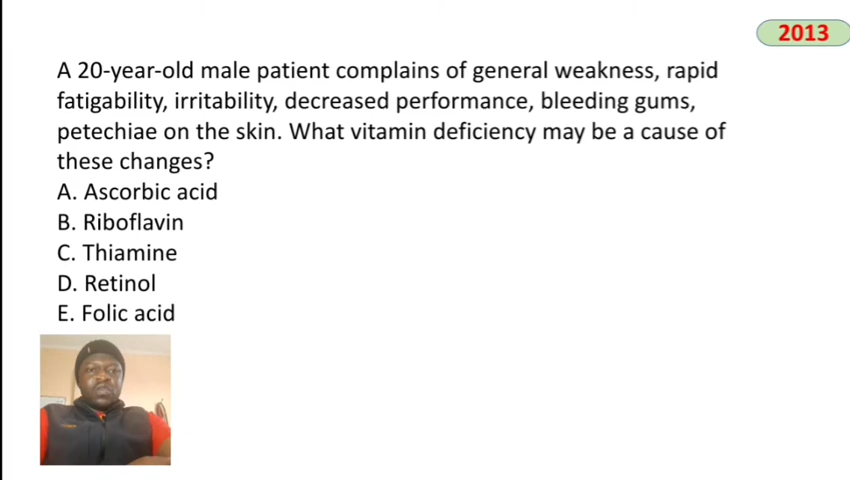 2013
A 20-year-old male patient complains of general weakness, rapid
fatigability, irritability, decreased performance, bleeding gums,
petechiae on the skin. What vitamin deficiency may be a cause of
these changes?
A. Ascorbic acid
B. Riboflavin
C. Thiamine
D. Retinol
E. Folic acid